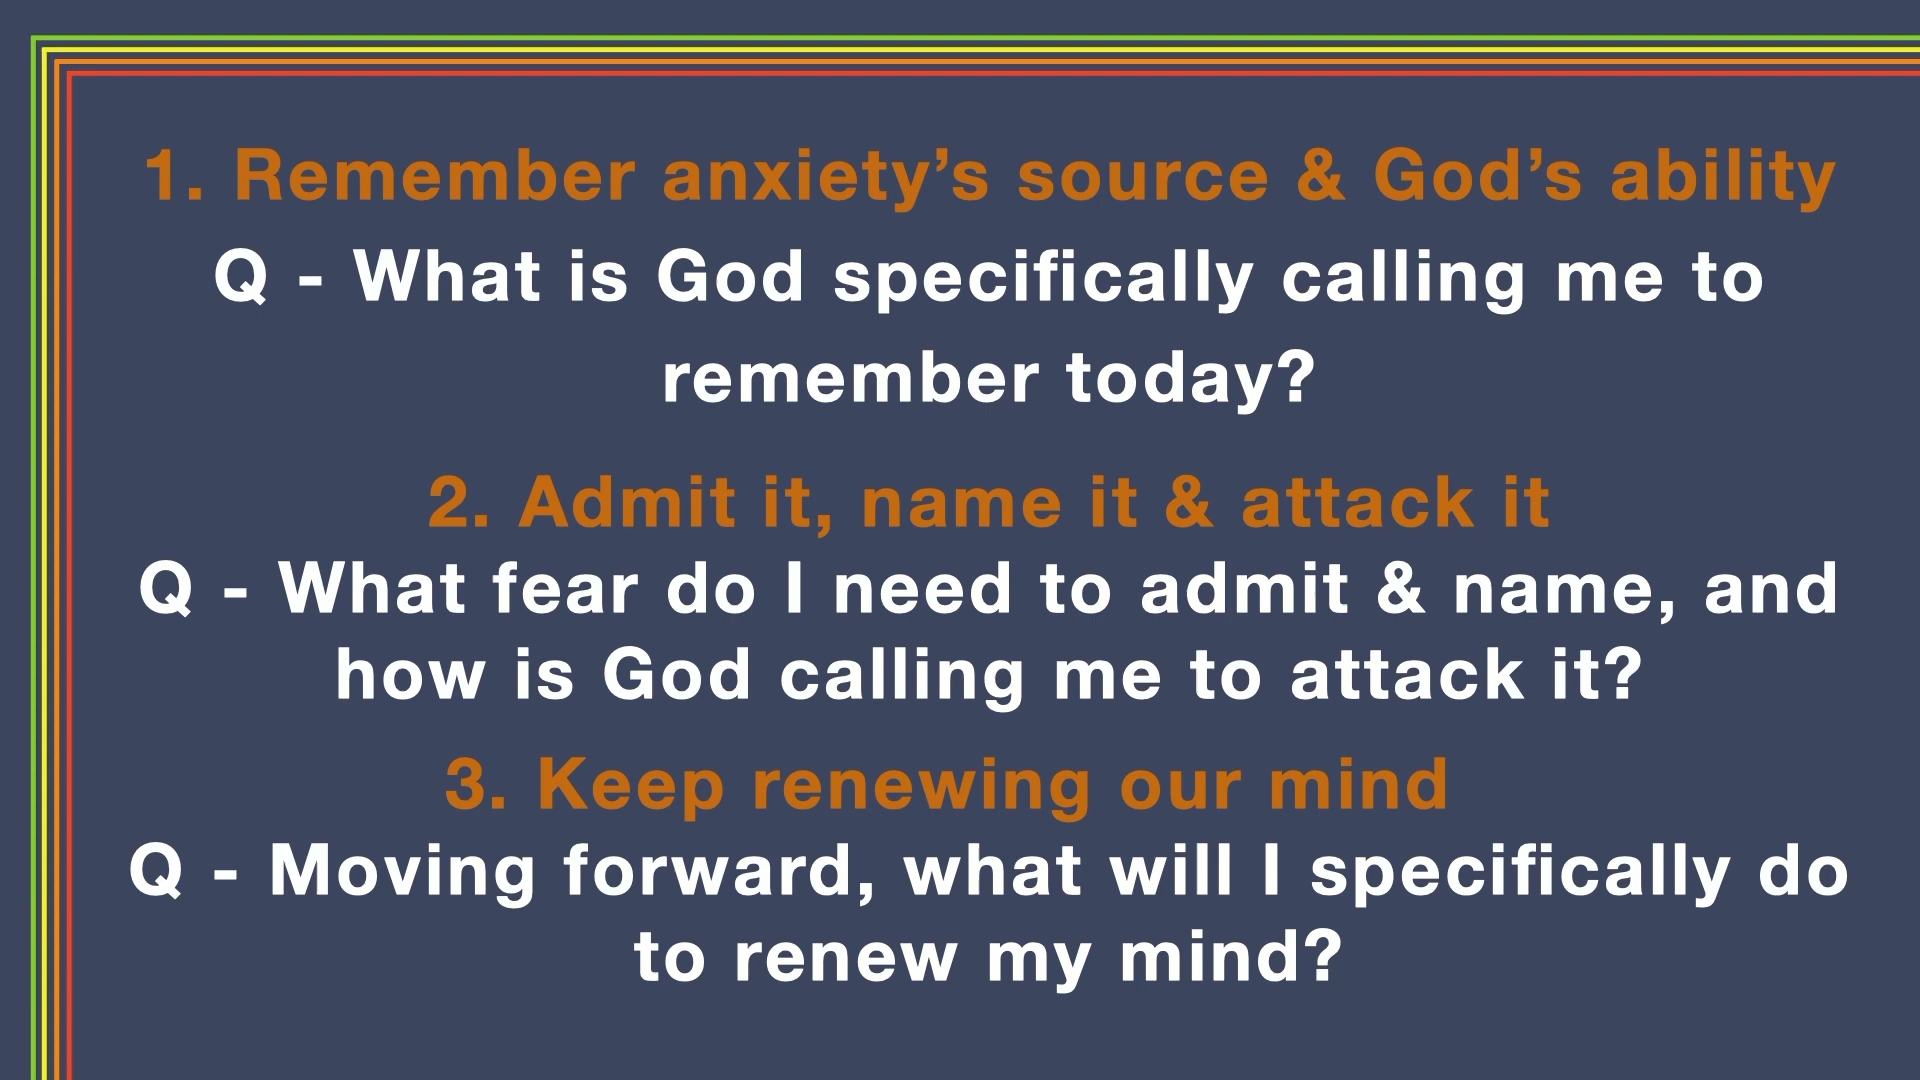 1. Remember anxiety’s source & God’s ability
Q - What is God specifically calling me to
remember today?
2. Admit it, name it & attack it
Q - What fear do I need to admit & name, and
how is God calling me to attack it?
3. Keep renewing our mind
Q - Moving forward, what will I specifically do
to renew my mind?